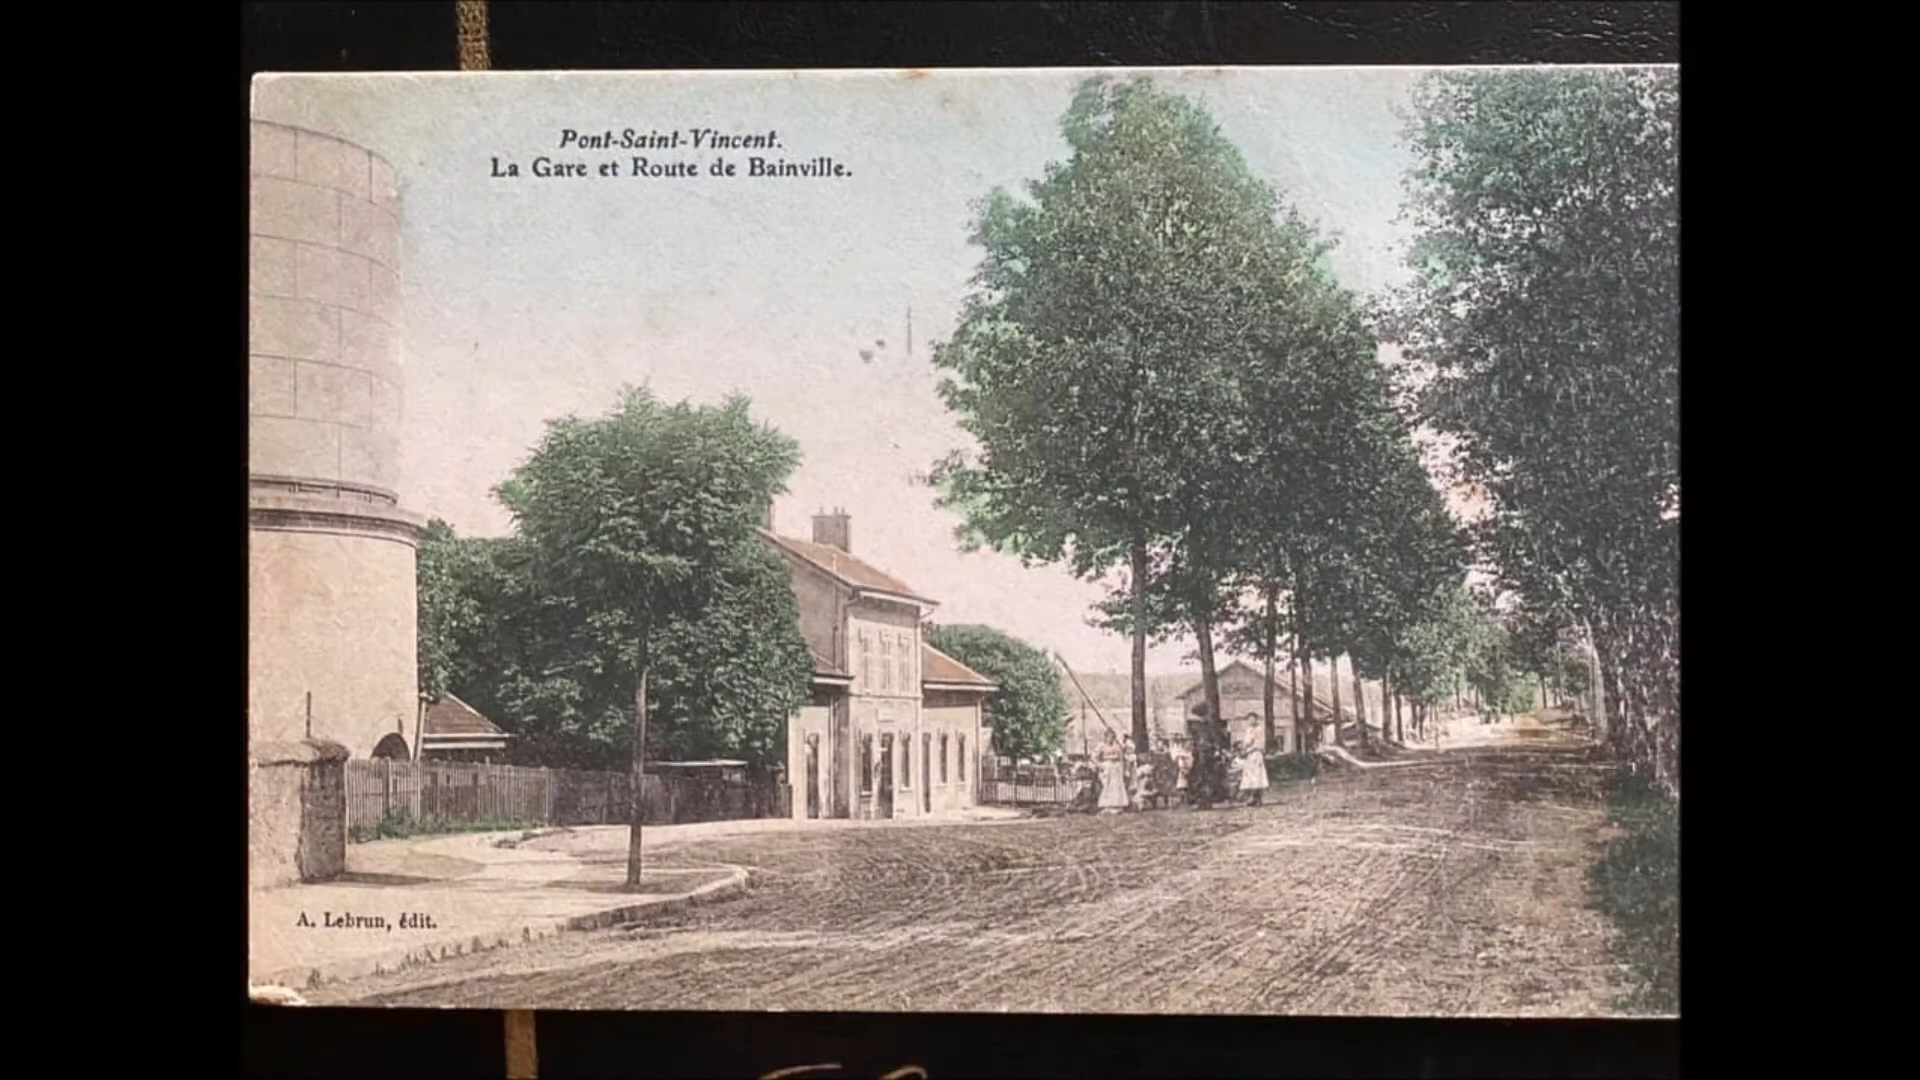 Pont-Saint-Vincent.
La Gare et Route de Bainville.
A. Lebrun, édit.